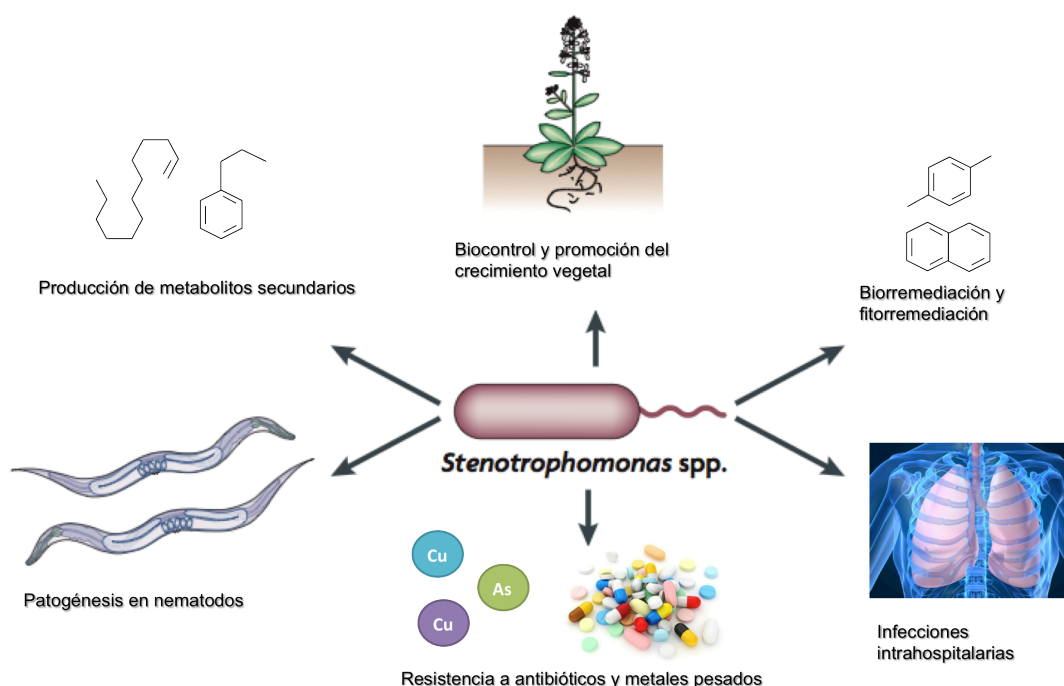 Biocontrol y promoción del
crecimiento vegetal
Producción de metabolitos secundarios
Biorremediación y
fitorremediación
Stenotrophomonas spp.
Patogénesis en nematodos
Cu
As
Cu
Infecciones
intrahospitalarias
Resistencia a antibióticos y metales pesados